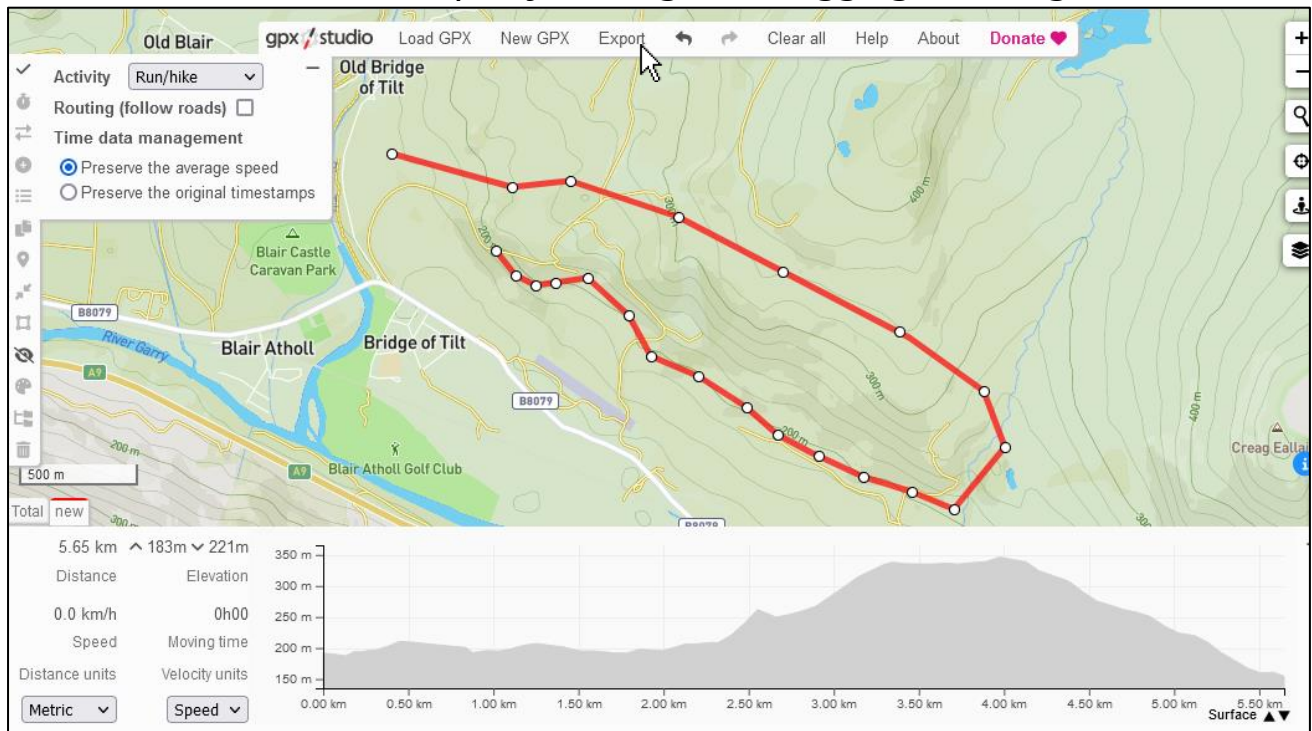 Old Blair
gpx studio Load GPX New GPX Export Clear all Help About Donate
Activity Run/hike
Old Bridge
of Tilt
Routing (follow roads)
Time data management
Preserve the average speed
Preserve the original timestamps
400 m
300 m
200 m
Blair Castle
Caravan Park
B8079
River Garry
Blair Atholl
Bridge of Tilt
A9
300 m
B8079
400 m
200 m
200 m
Creag Eallai
500 m
A9
Blair Atholl Golf Club
Total new
300 m
B8079
5.65 km 183m 221m
Distance Elevation
0.0 km/h 0h00
Speed Moving time
Distance units Velocity units
Metric Speed
350 m
300 m
250 m
200 m
150 m
0.00 km 0.50 km 1.00 km 1.50 km 2.00 km 2.50 km 3.00 km 3.50 km 4.00 km 4.50 km 5.00 km 5.50 km
Surface